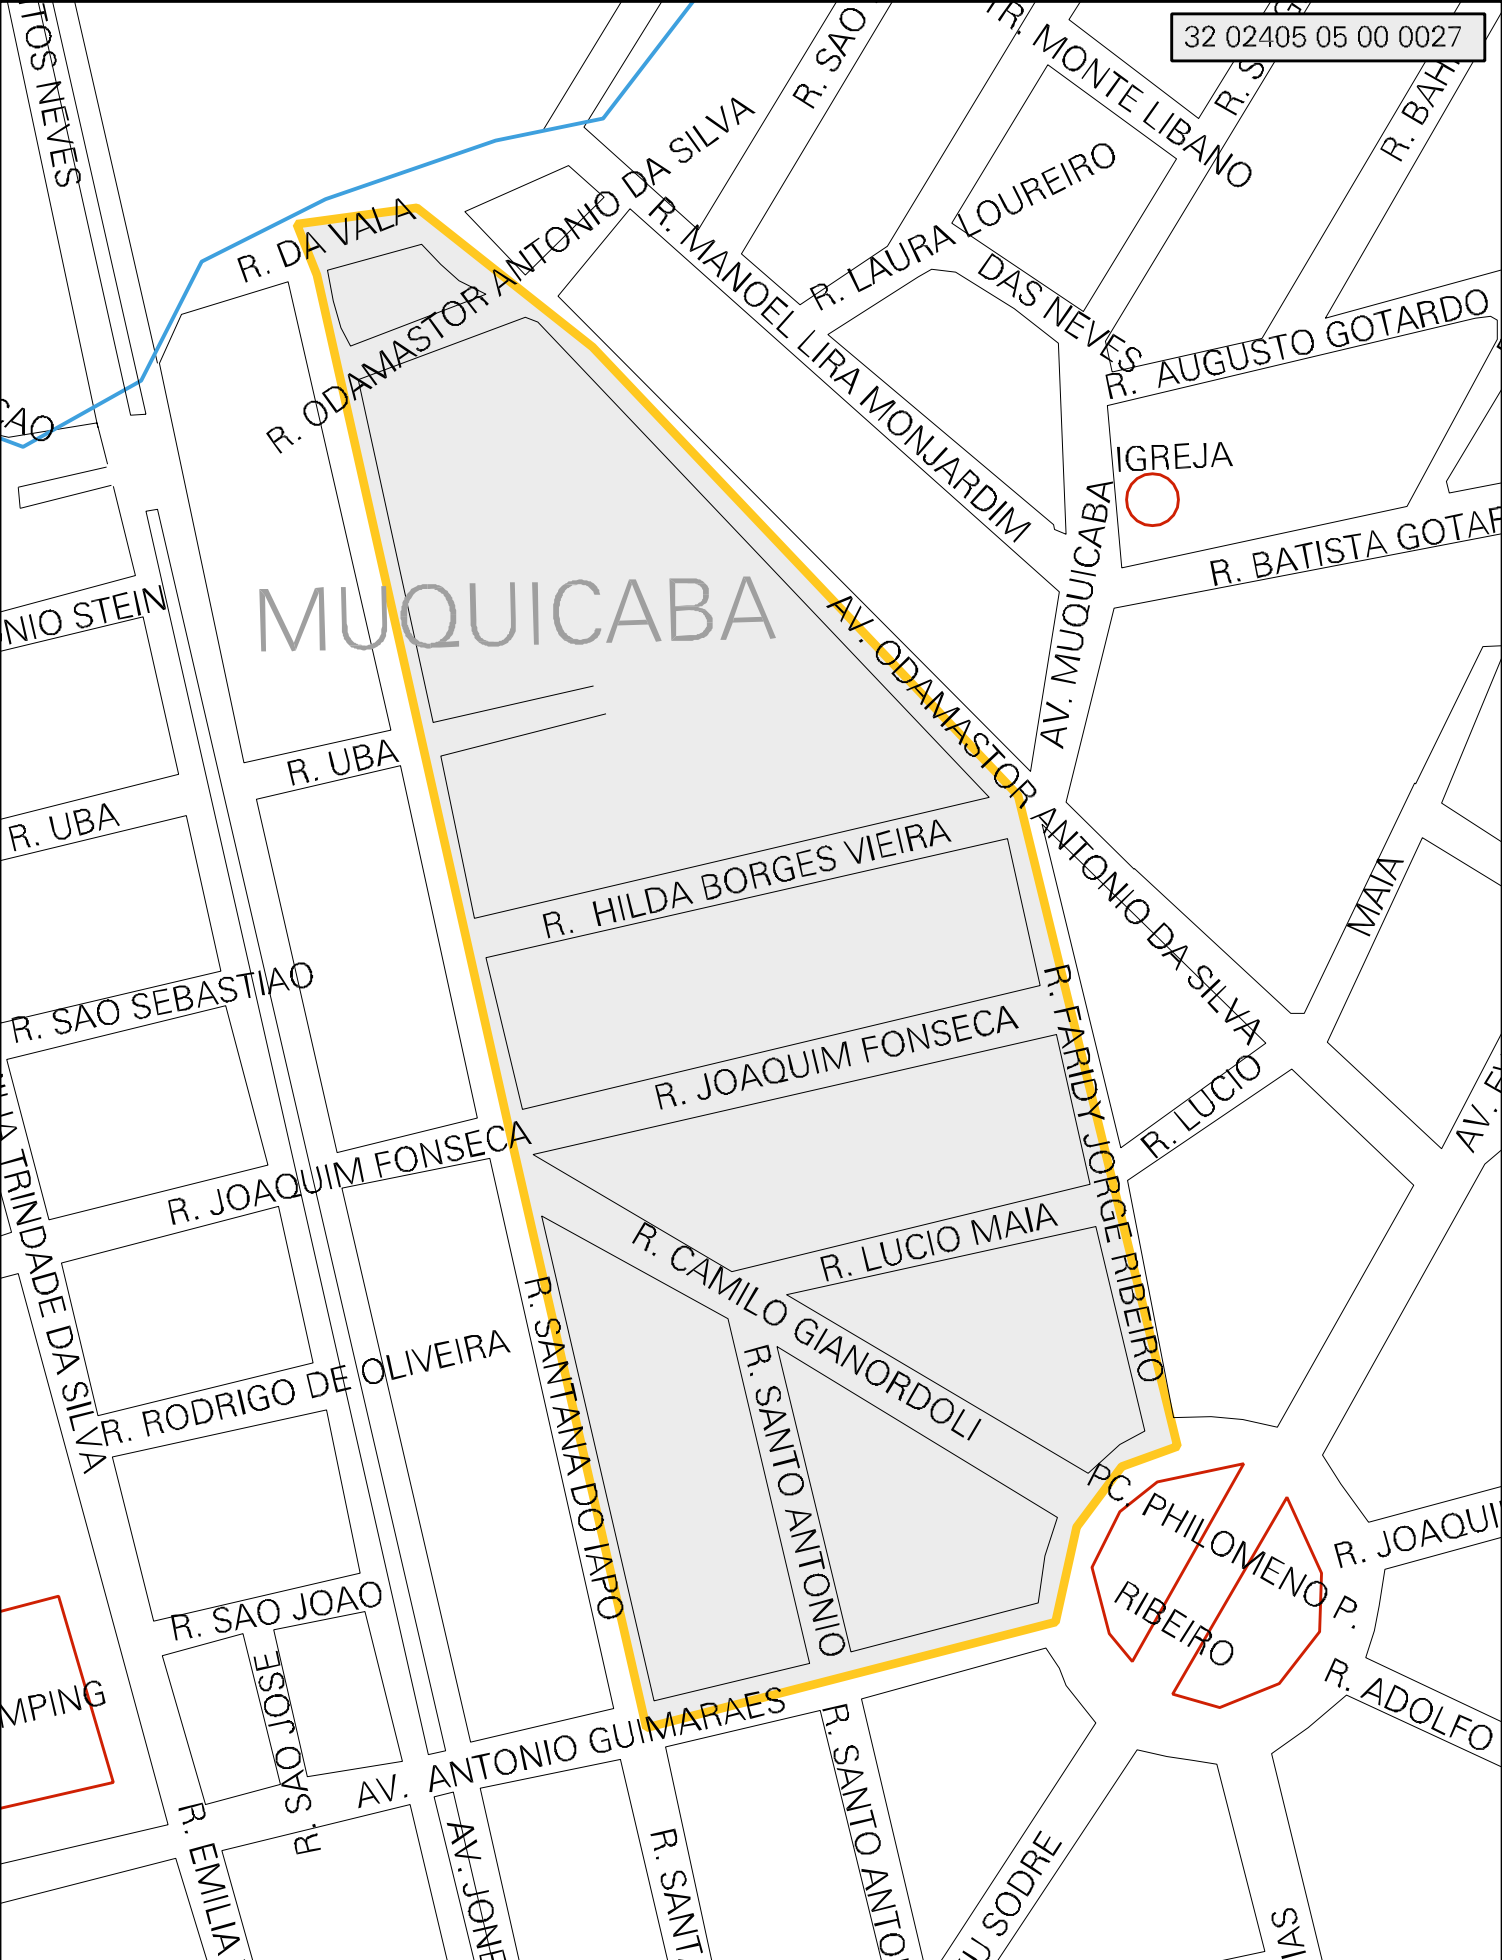 32 02405 05 00 0027
TOS NEVES
R. SAO
R. MONTE LIBANO
R. S
R. BAH
R. DA VALA
R. ODAMASTOR ANTONIO DA SILVA
R. MANOEL LIRA MONJARDIM
R. LAURA LOUREIRO
DAS NEVES
R. AUGUSTO GOTARDO
IGREJA
R. BATISTA GOTAR
AV. MUQUICABA
MUQUICABA
NIO STEIN
R. UBA
R. UBA
AV. ODAMASTOR ANTONIO DA SILVA
R. HILDA BORGES VIEIRA
MAIA
R. SAO SEBASTIAO
R. JOAQUIM FONSECA
R. FARIDY JORGE RIBEIRO
R. LUCIO
AV. E
R. JOAQUIM FONSECA
TRINDADE DA SILVA
R. CAMILO GIANORDOLI
R. LUCIO MAIA
R. SANTANA DO IAPO
R. RODRIGO DE OLIVEIRA
R. SANTO ANTONIO
PC. PHILOMENO P.
RIBEIRO
R. JOAQUI
R. SAO JOAO
R. SAO JOSE
MPING
R. ADOLFO
AV. ANTONIO GUIMARAES
R. EMILIA
AV. JONE
R. SANT
R. SANTO ANTO
U SODRE
IAS